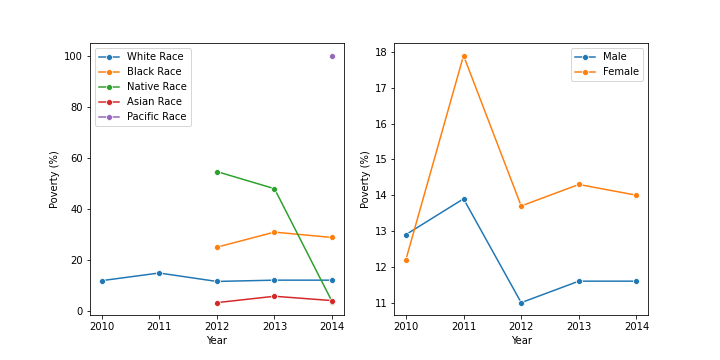 White Race
Black Race
Native Race
Asian Race
Pacific Race
100
80
60
40
20
0
Poverty (%)
2010 2011 2012 2013 2014
Year
Male
Female
18
17
16
15
14
13
12
11
Poverty (%)
2010 2011 2012 2013 2014
Year